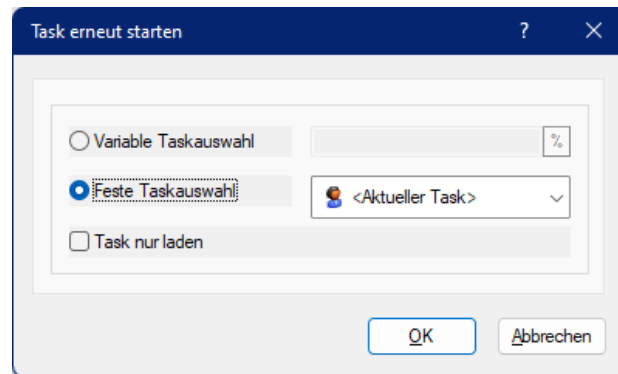 Task erneut starten ?
Variable Taskauswahl %
Feste Taskauswahl <Aktueller Task>
Task nur laden
OK Abbrechen